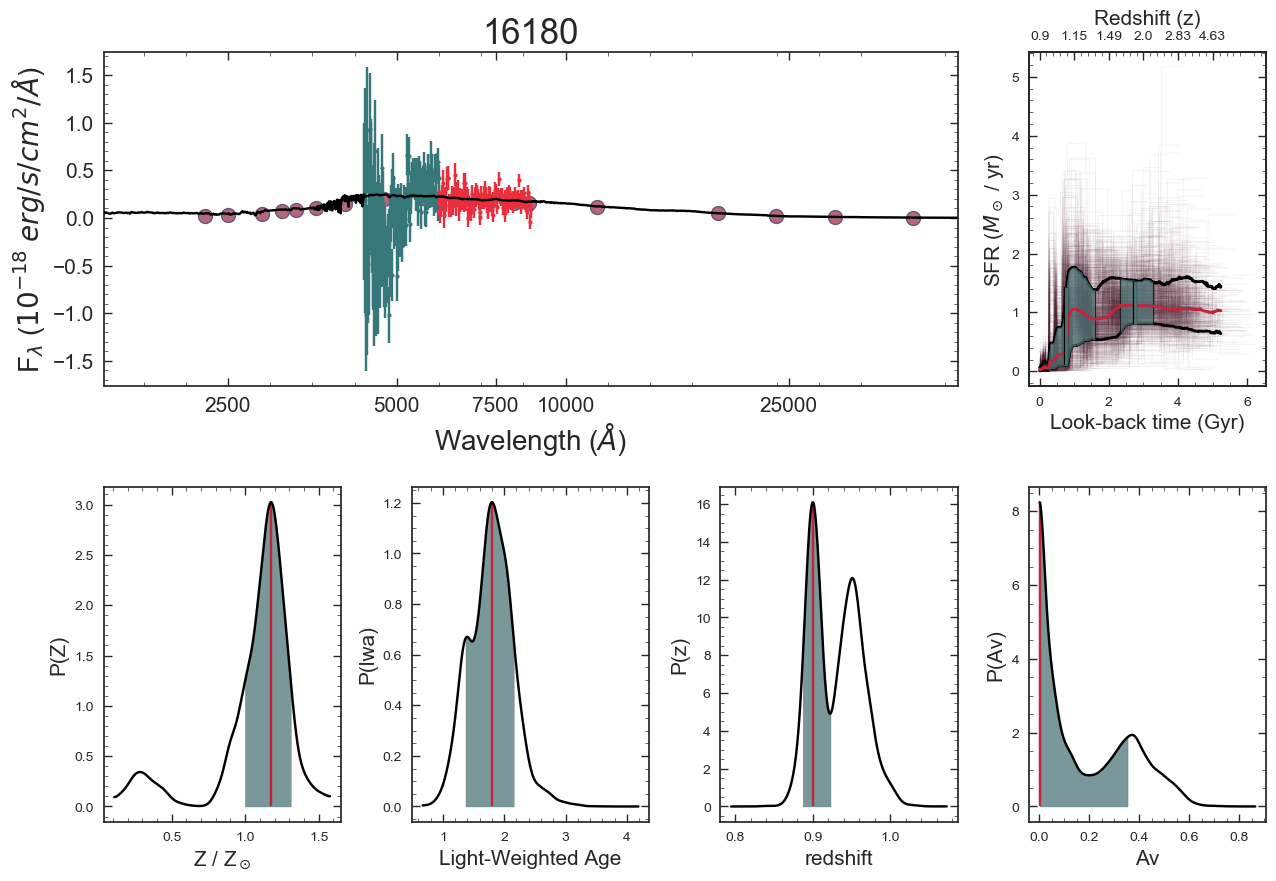 16180
F_λ (10^{-18} erg/s/cm^2/Å)
1.5
1.0
0.5
0.0
−0.5
−1.0
−1.5
2500 5000 7500 10000 25000
Wavelength (Å)
Redshift (z)
0.9 1.15 1.49 2.0 2.83 4.63
SFR (M_⊙ / yr)
5
4
3
2
1
0
0 2 4 6
Look-back time (Gyr)
P(Z)
3.0
2.5
2.0
1.5
1.0
0.5
0.0
0.5 1.0 1.5
Z / Z_⊙
P(lwa)
1.2
1.0
0.8
0.6
0.4
0.2
0.0
1 2 3 4
Light-Weighted Age
P(z)
16
14
12
10
8
6
4
2
0
0.8 0.9 1.0
redshift
P(Av)
8
6
4
2
0
0.0 0.2 0.4 0.6 0.8
Av